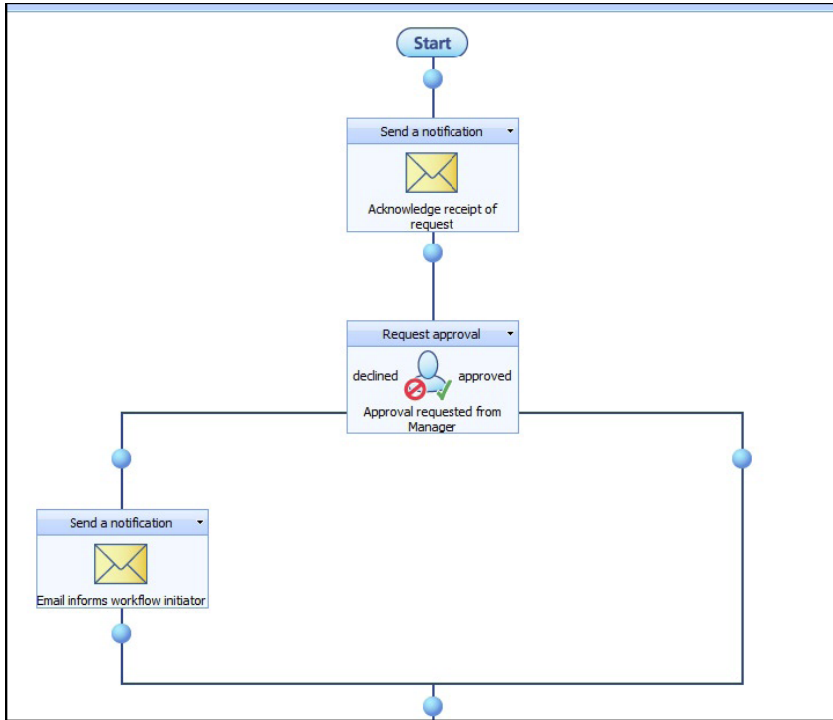 Start
Send a notification
Acknowledge receipt of
request
Request approval
declined approved
Approval requested from
Manager
Send a notification
Email informs workflow initiator